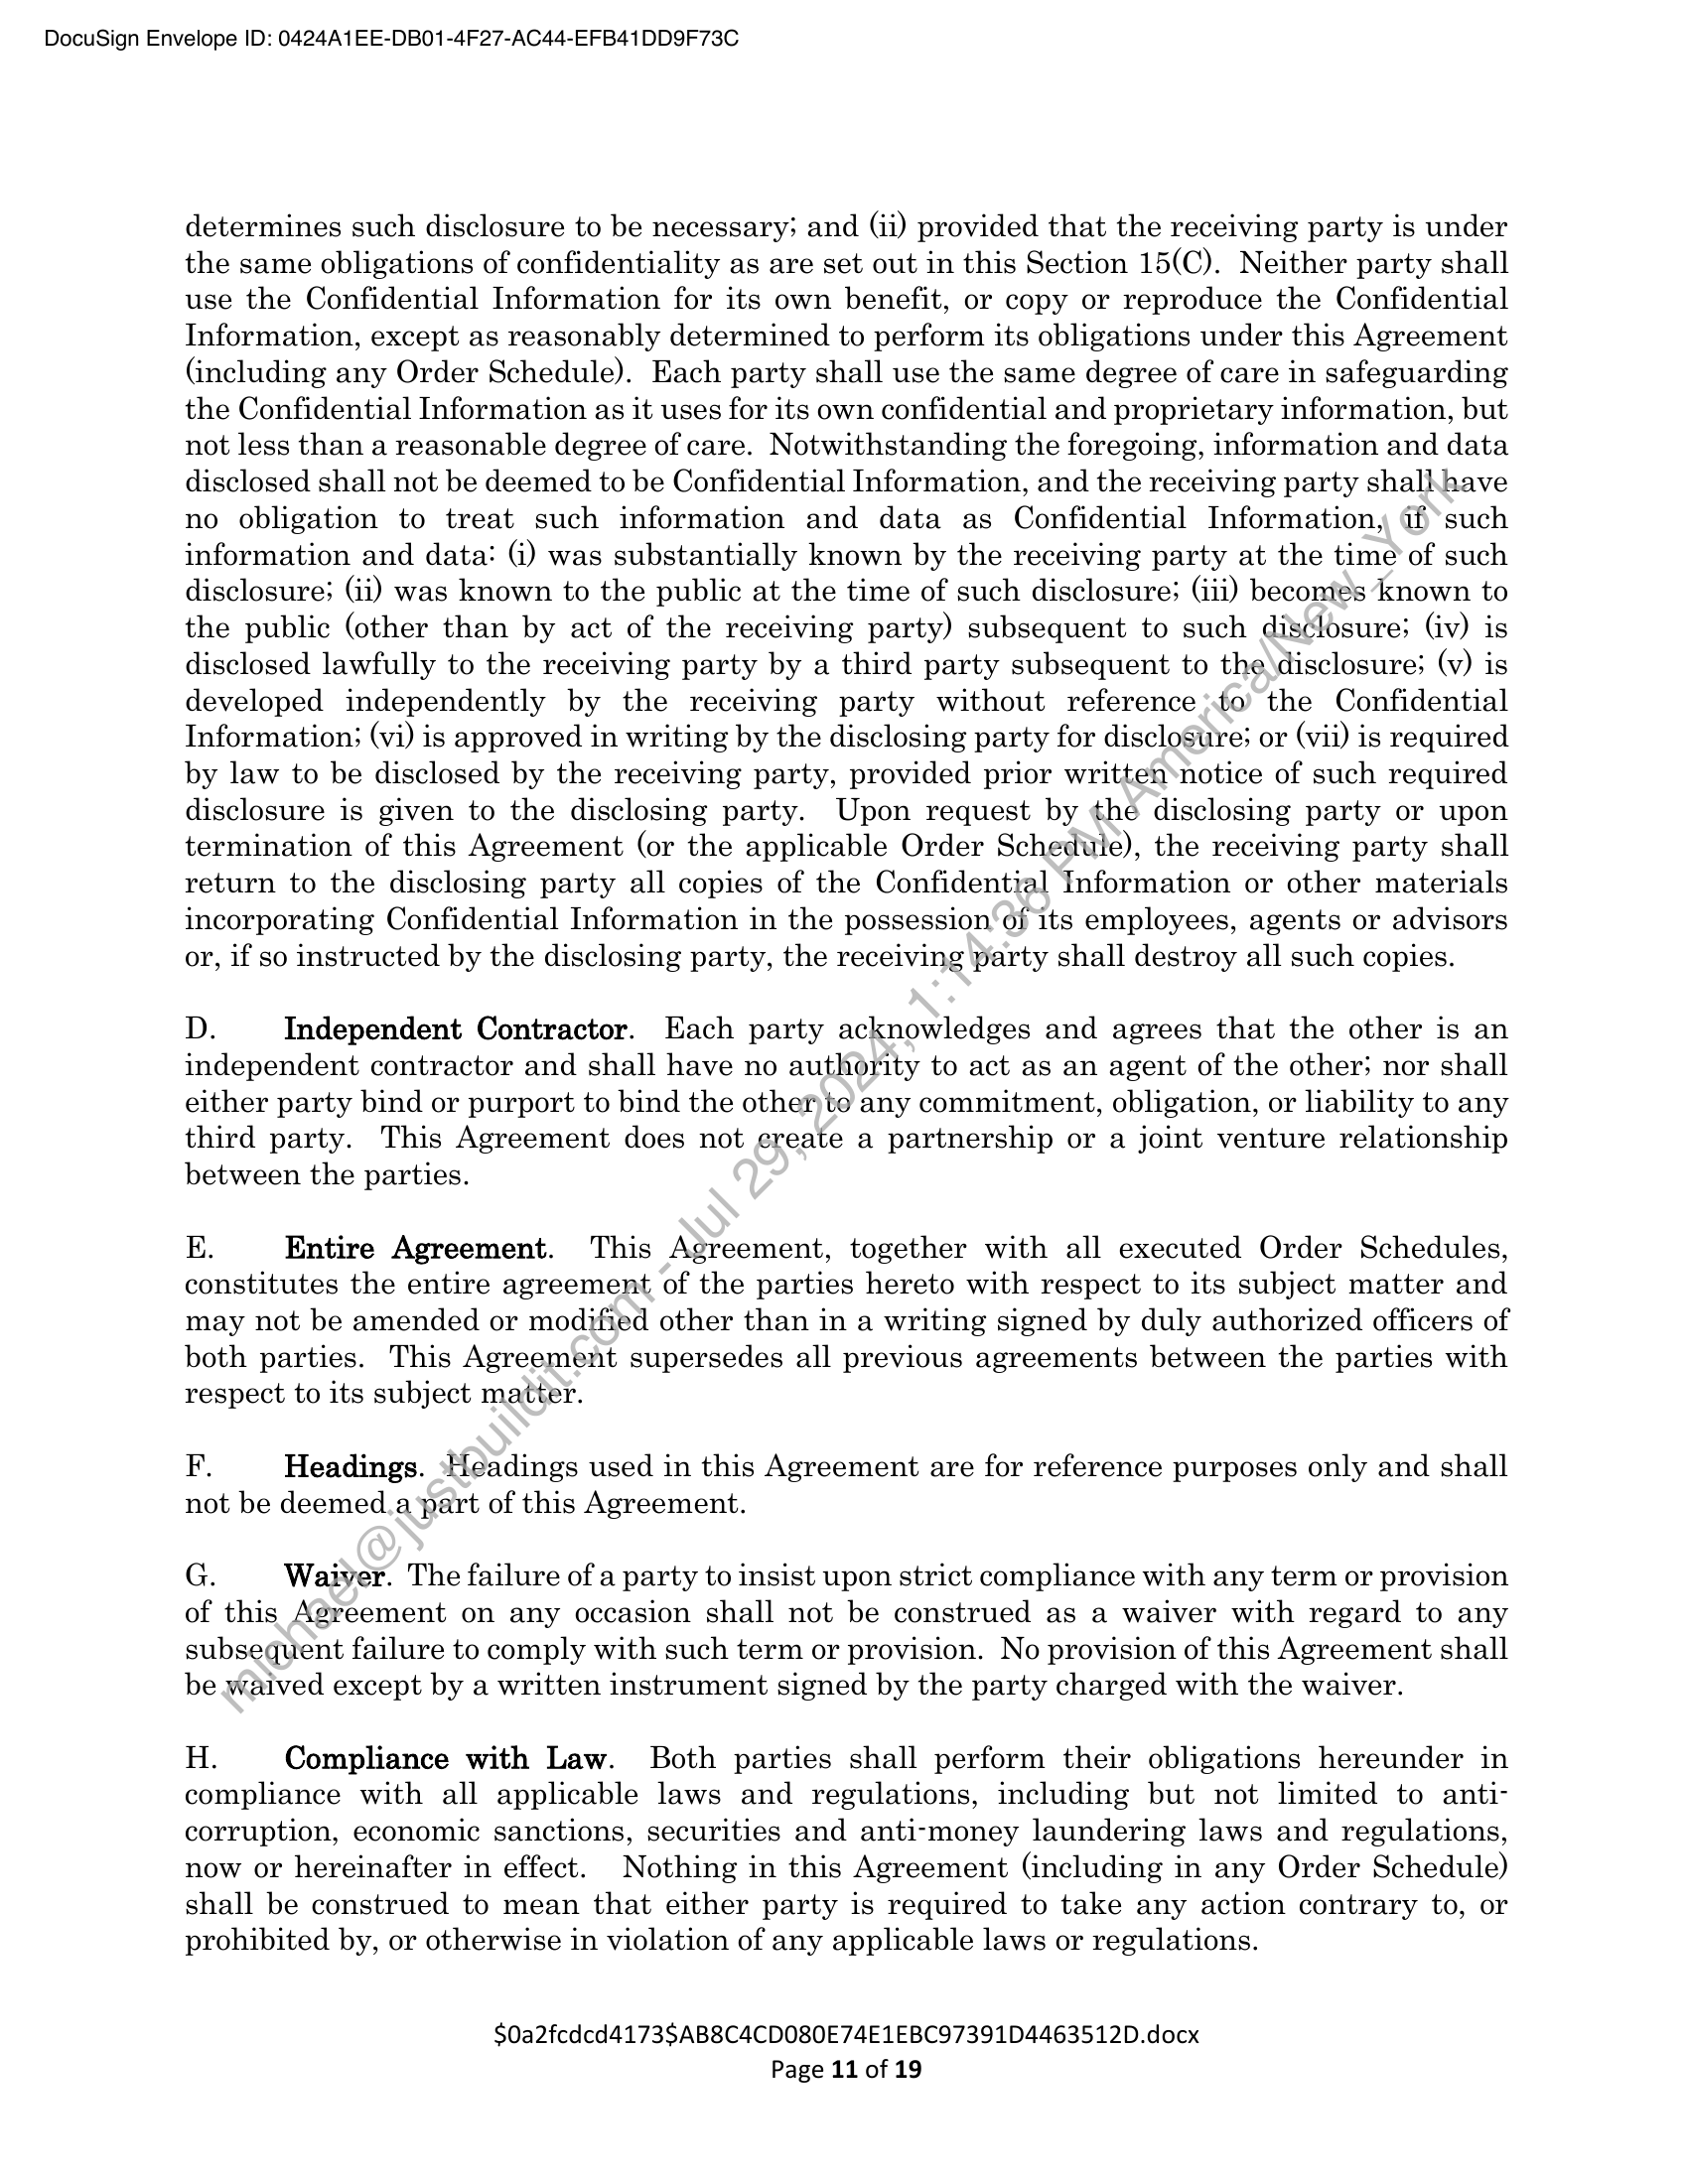 DocuSign Envelope ID: 0424A1EE-DB01-4F27-AC44-EFB41DD9F73C
determines such disclosure to be necessary; and (ii) provided that the receiving party is under
the same obligations of confidentiality as are set out in this Section 15(C). Neither party shall
use the Confidential Information for its own benefit, or copy or reproduce the Confidential
Information, except as reasonably determined to perform its obligations under this Agreement
(including any Order Schedule). Each party shall use the same degree of care in safeguarding
the Confidential Information as it uses for its own confidential and proprietary information, but
not less than a reasonable degree of care. Notwithstanding the foregoing, information and data
disclosed shall not be deemed to be Confidential Information, and the receiving party shall have
no obligation to treat such information and data as Confidential Information, if such
information and data: (i) was substantially known by the receiving party at the time of such
disclosure; (ii) was known to the public at the time of such disclosure; (iii) becomes known to
the public (other than by act of the receiving party) subsequent to such disclosure; (iv) is
disclosed lawfully to the receiving party by a third party subsequent to the disclosure; (v) is
developed independently by the receiving party without reference to the Confidential
Information; (vi) is approved in writing by the disclosing party for disclosure; or (vii) is required
by law to be disclosed by the receiving party, provided prior written notice of such required
disclosure is given to the disclosing party. Upon request by the disclosing party or upon
termination of this Agreement (or the applicable Order Schedule), the receiving party shall
return to the disclosing party all copies of the Confidential Information or other materials
incorporating Confidential Information in the possession of its employees, agents or advisors
or, if so instructed by the disclosing party, the receiving party shall destroy all such copies.
D. Independent Contractor. Each party acknowledges and agrees that the other is an
independent contractor and shall have no authority to act as an agent of the other; nor shall
either party bind or purport to bind the other to any commitment, obligation, or liability to any
third party. This Agreement does not create a partnership or a joint venture relationship
between the parties.
E. Entire Agreement. This Agreement, together with all executed Order Schedules,
constitutes the entire agreement of the parties hereto with respect to its subject matter and
may not be amended or modified other than in a writing signed by duly authorized officers of
both parties. This Agreement supersedes all previous agreements between the parties with
respect to its subject matter.
F. Headings. Headings used in this Agreement are for reference purposes only and shall
not be deemed a part of this Agreement.
G. Waiver. The failure of a party to insist upon strict compliance with any term or provision
of this Agreement on any occasion shall not be construed as a waiver with regard to any
subsequent failure to comply with such term or provision. No provision of this Agreement shall
be waived except by a written instrument signed by the party charged with the waiver.
H. Compliance with Law. Both parties shall perform their obligations hereunder in
compliance with all applicable laws and regulations, including but not limited to anti-
corruption, economic sanctions, securities and anti-money laundering laws and regulations,
now or hereinafter in effect. Nothing in this Agreement (including in any Order Schedule)
shall be construed to mean that either party is required to take any action contrary to, or
prohibited by, or otherwise in violation of any applicable laws or regulations.
$0a2fcdcd4173$AB8C4CD080E74E1EBC97391D4463512D.docx
Page 11 of 19
michael@justbuildit.com - Jul 29, 2024, 1:14:36 PM America/New_York